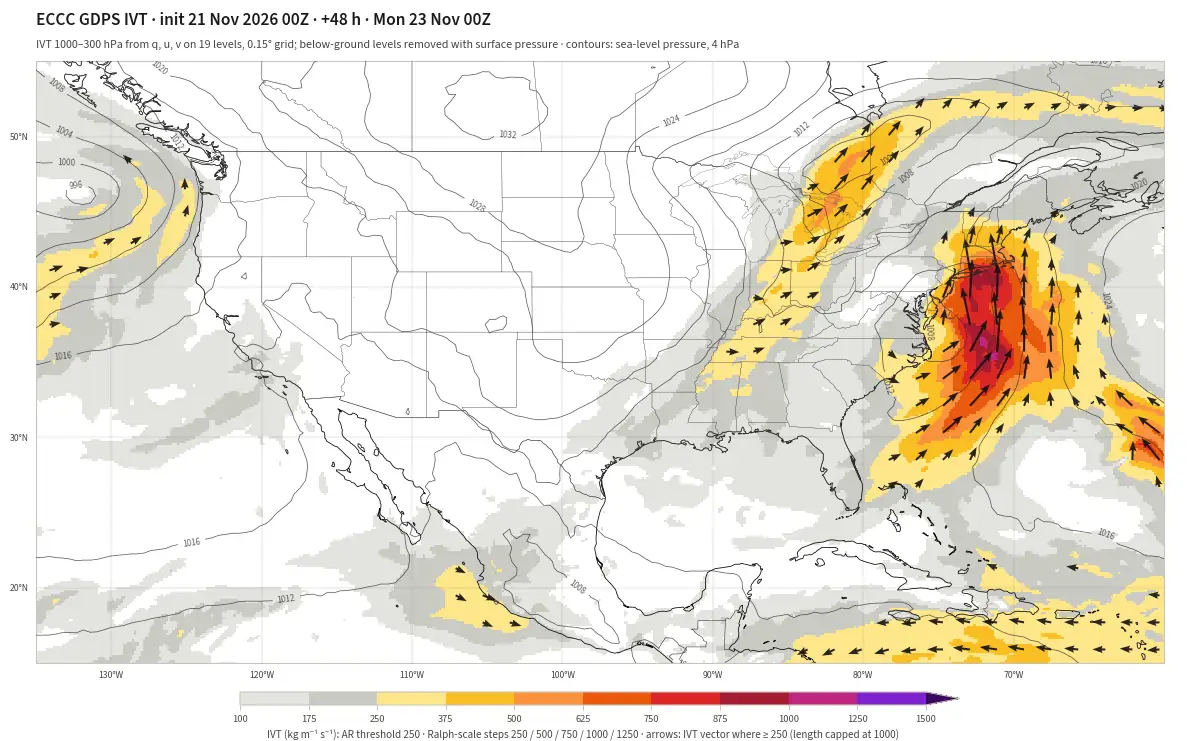 ECCC GDPS IVT · init 21 Nov 2026 00Z · +48 h · Mon 23 Nov 00Z
IVT 1000–300 hPa from q, u, v on 19 levels, 0.15° grid; below-ground levels removed with surface pressure · contours: sea-level pressure, 4 hPa
1020
1008
1004
1012
1000
996
1032
1024
1012
1008
1020
1028
50°N
40°N
1024
1008
1016
1012
30°N
1016
1016
1012
1008
20°N
130°W
120°W
110°W
100°W
90°W
80°W
70°W
100
175
250
375
500
625
750
875
1000
1250
1500
IVT (kg m⁻¹ s⁻¹): AR threshold 250 · Ralph-scale steps 250 / 500 / 750 / 1000 / 1250 · arrows: IVT vector where ≥ 250 (length capped at 1000)